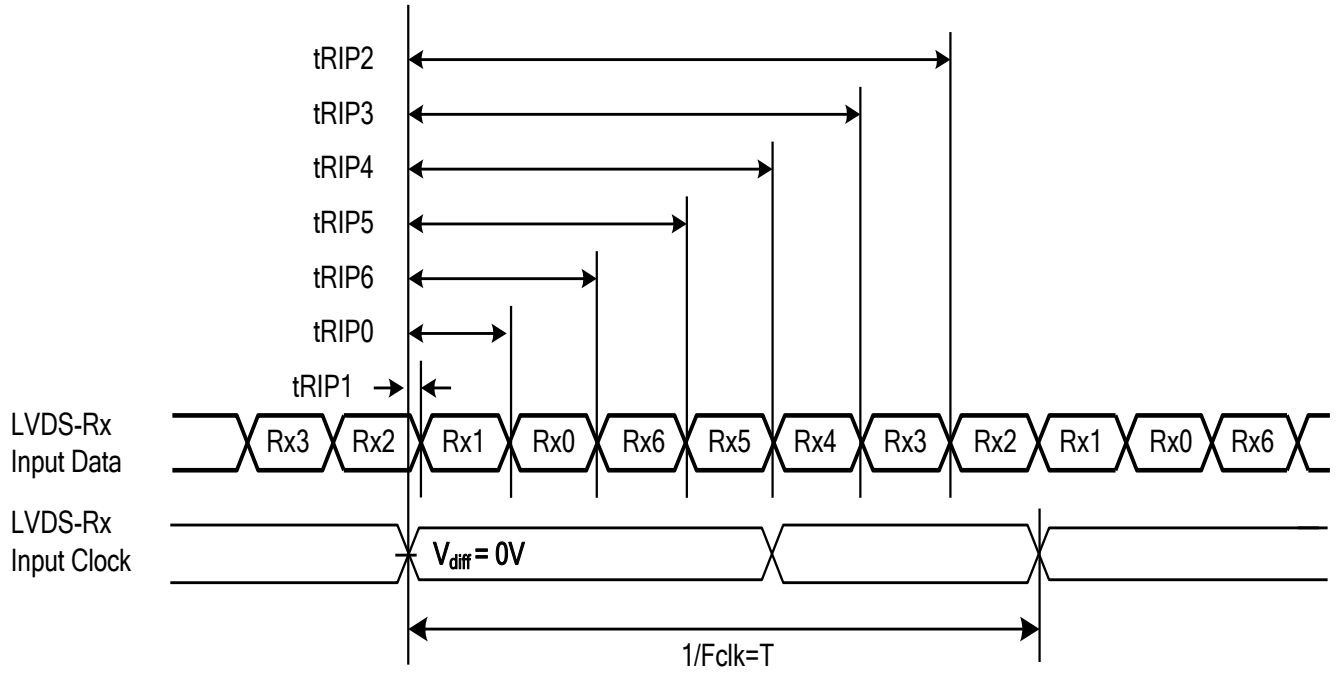 tRIP2
tRIP3
tRIP4
tRIP5
tRIP6
tRIP0
tRIP1
LVDS-Rx
Input Data
Rx3 Rx2 Rx1 Rx0 Rx6 Rx5 Rx4 Rx3 Rx2 Rx1 Rx0 Rx6
LVDS-Rx
Input Clock
Vdiff = 0V
1/Fclk=T